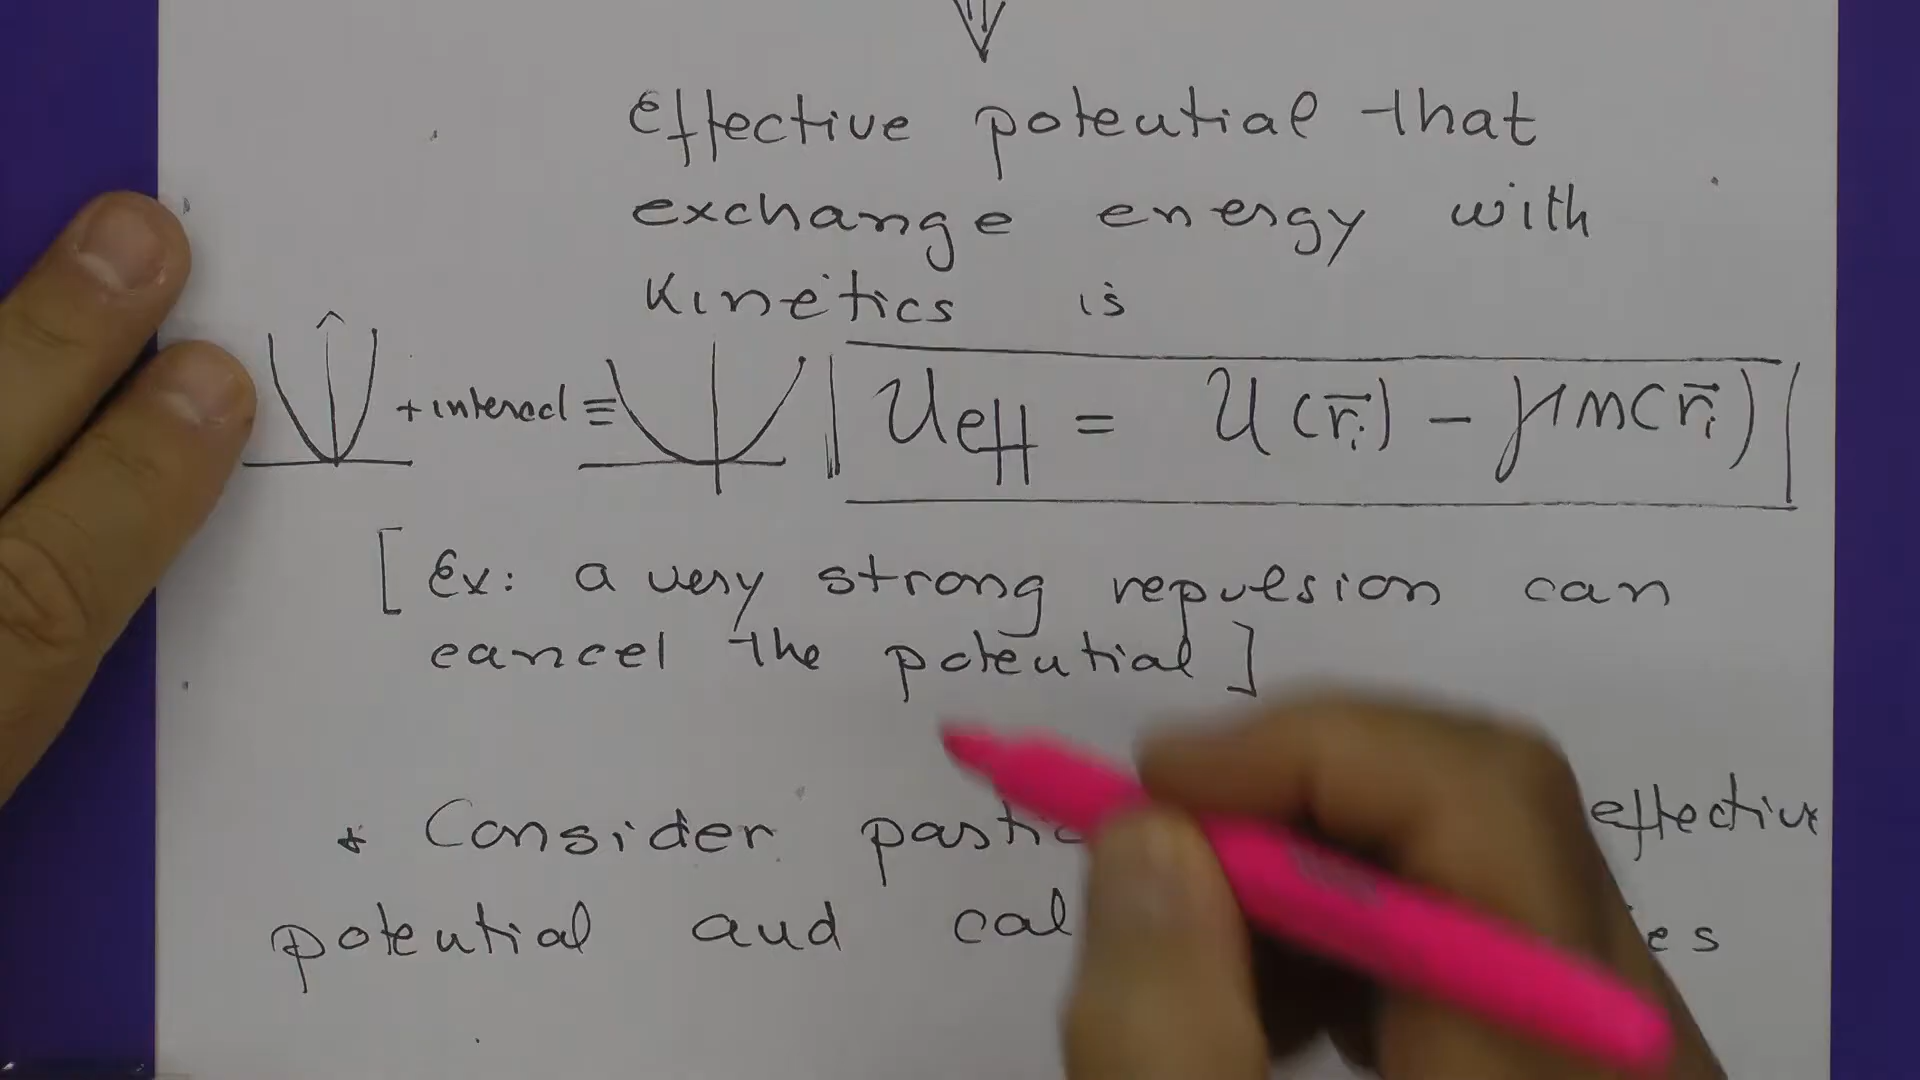 effective potential that
exchange energy with
kinetics is
+ interact ≡
Ueff = U(r⃗i) - μm(r⃗i)
[Ex: a very strong repulsion can
cancel the potential]
* Consider effective
potential and